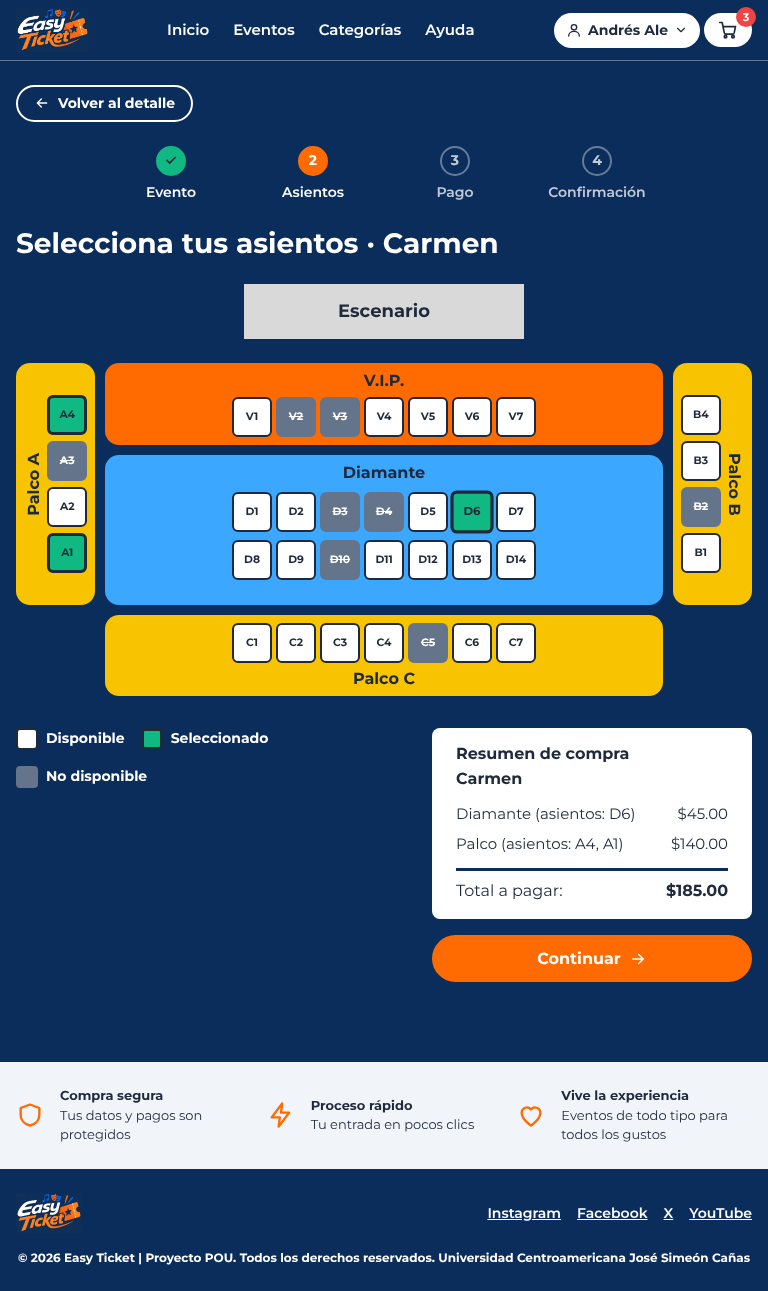 Easy Ticket
Inicio Eventos Categorías Ayuda
Andrés Ale
3
Volver al detalle
2 3 4
Evento Asientos Pago Confirmación
Selecciona tus asientos · Carmen
Escenario
Palco A
A4
A3
A2
A1
V.I.P.
V1 V2 V3 V4 V5 V6 V7
Diamante
D1 D2 D3 D4 D5 D6 D7
D8 D9 D10 D11 D12 D13 D14
Palco B
B4
B3
B2
B1
C1 C2 C3 C4 C5 C6 C7
Palco C
Disponible Seleccionado
No disponible
Resumen de compra
Carmen
Diamante (asientos: D6) $45.00
Palco (asientos: A4, A1) $140.00
Total a pagar: $185.00
Continuar
Compra segura
Tus datos y pagos son
protegidos
Proceso rápido
Tu entrada en pocos clics
Vive la experiencia
Eventos de todo tipo para
todos los gustos
Easy Ticket
Instagram Facebook X YouTube
© 2026 Easy Ticket | Proyecto POU. Todos los derechos reservados. Universidad Centroamericana José Simeón Cañas